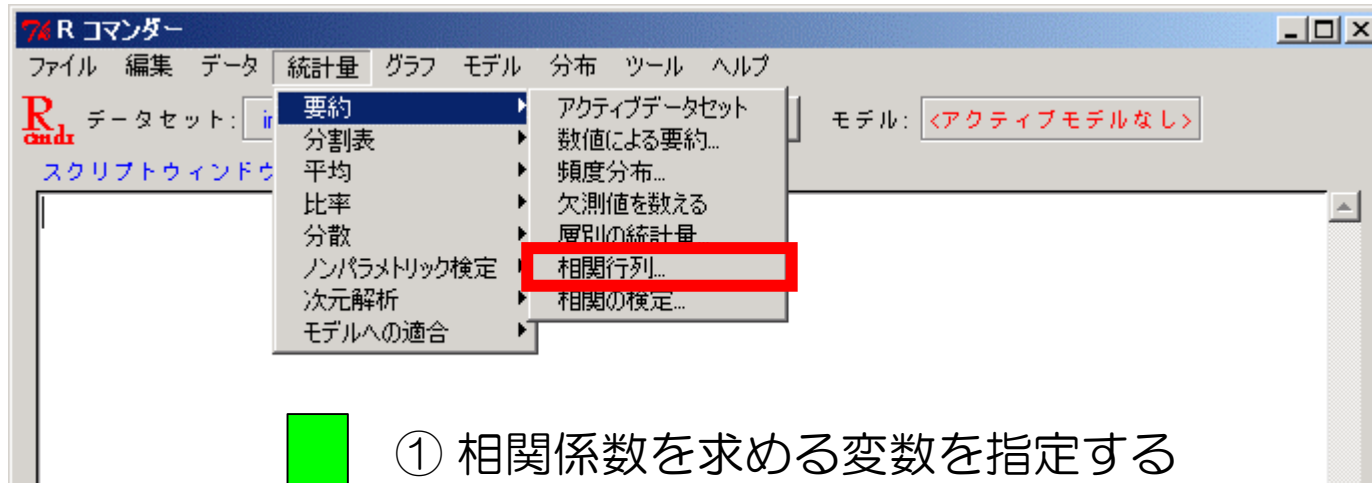 R コマンダー
ファイル 編集 データ 統計量 グラフ モデル 分布 ツール ヘルプ
R cmdr データセット: モデル: <アクティブモデルなし>
スクリプトウィンドウ
要約
分割表
平均
比率
分散
ノンパラメトリック検定
次元解析
モデルへの適合
アクティブデータセット
数値による要約...
頻度分布...
欠測値を数える
層別の統計量
相関行列...
相関の検定...
① 相関係数を求める変数を指定する